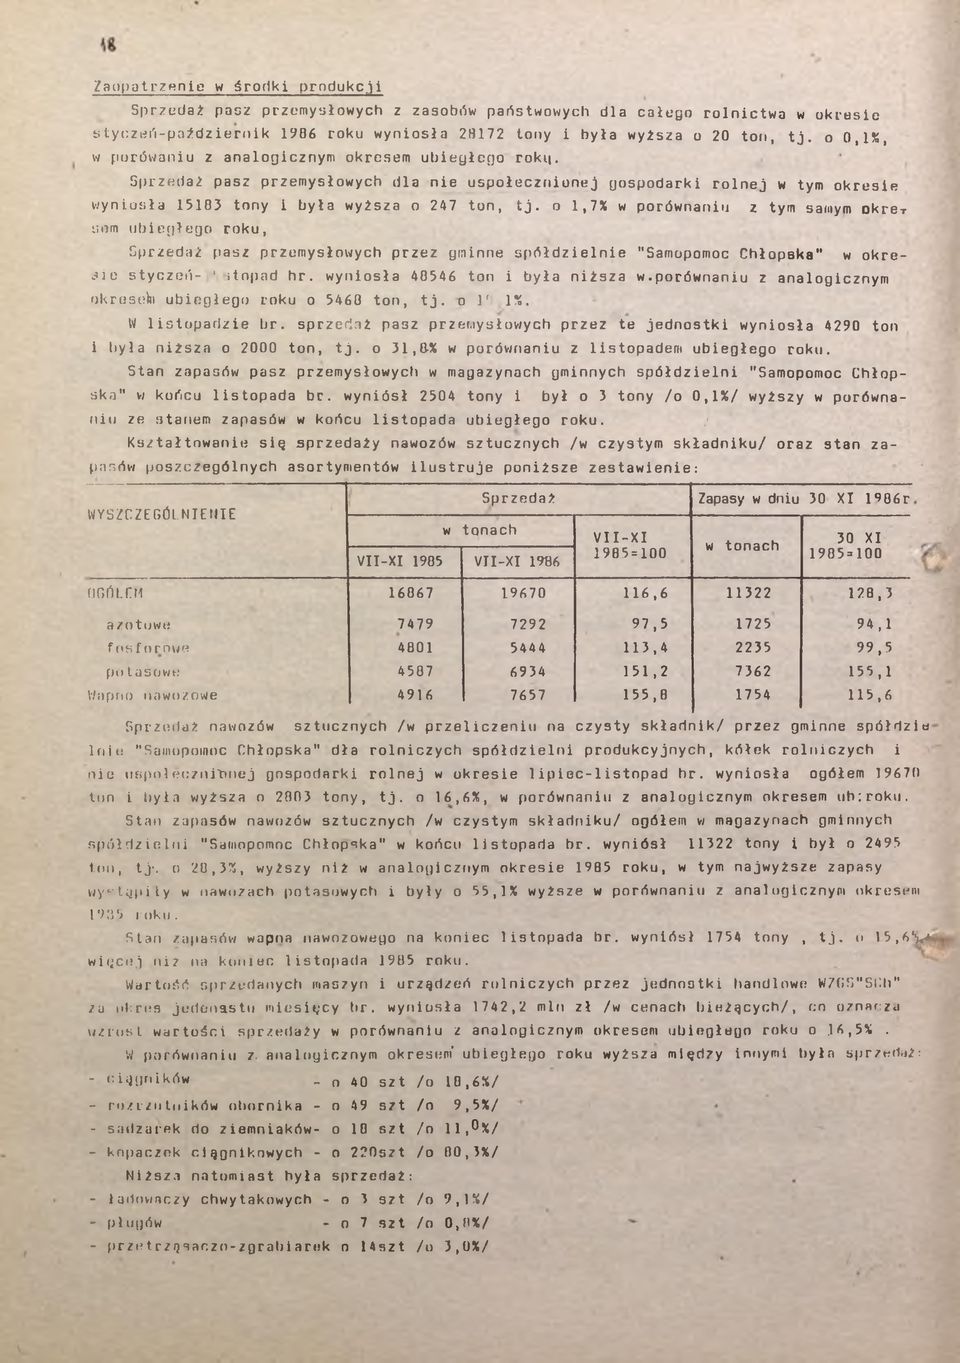 18
Zaopatrzenie w środki produkcji
Sprzedaż pasz przemysłowych z zasobów państwowych dla całego rolnictwa w okresie
styczeń-październik 1986 roku wyniosła 28172 tony i była wyższa o 20 ton, tj. o 0,1%,
w porównaniu z analogicznym okresem ubiegłego roku.
Sprzedaż pasz przemysłowych dla nie uspołecznionej gospodarki rolnej w tym okresie
wyniosła 15183 tony i była wyższa o 247 ton, tj. o 1,7% w porównaniu z tym samym okre-
sem ubiegłego roku,
Sprzedaż pasz przemysłowych przez gminne spółdzielnie "Samopomoc Chłopska" w okre-
sie styczeń- br. wyniosła 48546 ton i była niższa w porównaniu z analogicznym
okresem ubiegłego roku o 5468 ton, tj. o 1%.
W listopadzie br. sprzedaż pasz przemysłowych przez te jednostki wyniosła 4290 ton
i była niższa o 2000 ton, tj. o 31,8% w porównaniu z listopadem ubiegłego roku.
Stan zapasów pasz przemysłowych w magazynach gminnych spółdzielni "Samopomoc Chłop-
ska" w końcu listopada br. wyniósł 2504 tony i był o 3 tony /o 0,1%/ wyższy w porówna-
niu ze stanem zapasów w końcu listopada ubiegłego roku.
Kształtowanie się sprzedaży nawozów sztucznych /w czystym składniku/ oraz stan za-
pasów poszczególnych asortymentów ilustruje poniższe zestawienie:
WYSZCZEGÓLNIENIE Sprzedaż Zapasy w dniu 30 XI 1986r.
w tonach VII-XI 1985=100 w tonach 30 XI 1985=100
VII-XI 1985 VII-XI 1986
OGÓŁEM 16867 19670 116,6 11322 128,3
azotowe 7479 7292 97,5 1725 94,1
fosforowe 4801 5444 113,4 2235 99,5
potasowe 4587 6934 151,2 7362 155,1
Wapno nawozowe 4916 7657 155,8 1754 115,6
Sprzedaż nawozów sztucznych /w przeliczeniu na czysty składnik/ przez gminne spółdzie-
lnie "Samopomoc Chłopska" dla rolniczych spółdzielni produkcyjnych, kółek rolniczych i
nie uspołecznionej gospodarki rolnej w okresie lipiec-listopad br. wyniosła ogółem 19670
ton i była wyższa o 2803 tony, tj. o 16,6%, w porównaniu z analogicznym okresem ub.roku.
Stan zapasów nawozów sztucznych /w czystym składniku/ ogółem w magazynach gminnych
spółdzielni "Samopomoc Chłopska" w końcu listopada br. wyniósł 11322 tony i był o 2495
ton, tj. o 28,3%, wyższy niż w analogicznym okresie 1985 roku, w tym najwyższe zapasy
wystąpiły w nawozach potasowych i były o 55,1% wyższe w porównaniu z analogicznym okresem
1985 roku.
Stan zapasów wapna nawozowego na koniec listopada br. wyniósł 1754 tony , tj. o 15,6%
więcej niż na koniec listopada 1985 roku.
Wartość sprzedanych maszyn i urządzeń rolniczych przez jednostki handlowe WZGS"SCh"
za okres jedenastu miesięcy br. wyniosła 1742,2 mln zł /w cenach bieżących/, co oznacza
wzrost wartości sprzedaży w porównaniu z analogicznym okresem ubiegłego roku o 16,5% .
W porównaniu z analogicznym okresem ubiegłego roku wyższa między innymi była sprzedaż:
- ciągników - o 40 szt /o 18,6%/
- roztrzutników obornika - o 49 szt /o 9,5%/
- sadzarek do ziemniaków- o 18 szt /o 11,0%/
- kopaczek ciągnikowych - o 220szt /o 80,3%/
Niższa natomiast była sprzedaż:
- ładowaczy chwytakowych - o 3 szt /o 9,1%/
- pługów - o 7 szt /o 0,8%/
- przetrząsaczo-zgrabiarek o 14szt /o 3,0%/